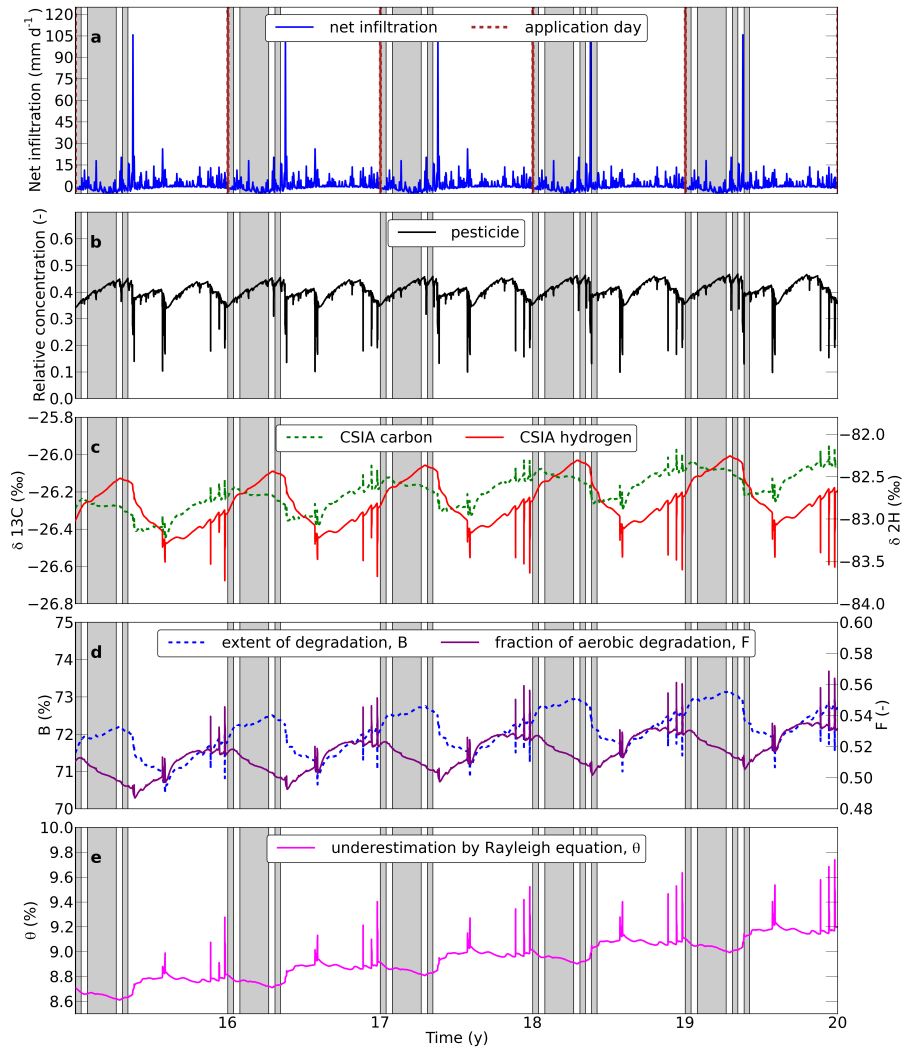 a
net infiltration
application day
Net infiltration (mm d⁻¹)
120
105
90
75
60
45
30
15
0
b
pesticide
Relative concentration (-)
0.6
0.5
0.4
0.3
0.2
0.1
0.0
c
CSIA carbon
CSIA hydrogen
δ 13C (‰)
−25.8
−26.0
−26.2
−26.4
−26.6
−26.8
−82.0
−82.5
−83.0
−83.5
−84.0
δ 2H (‰)
d
extent of degradation, B
fraction of aerobic degradation, F
B (%)
75
74
73
72
71
70
0.60
0.58
0.56
0.54
0.52
0.50
0.48
F (-)
e
underestimation by Rayleigh equation, θ
θ (%)
10.0
9.8
9.6
9.4
9.2
9.0
8.8
8.6
16
17
18
19
20
Time (y)